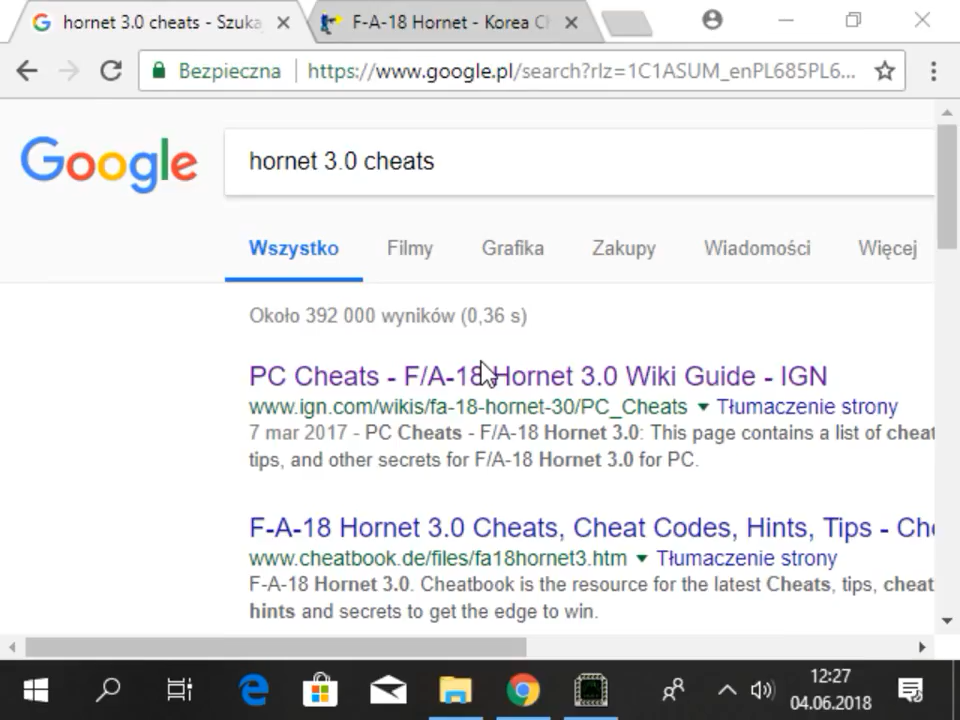 hornet 3.0 cheats - Szuka
F-A-18 Hornet - Korea Ch
Bezpieczna
https://www.google.pl/search?rlz=1C1ASUM_enPL685PL6...
Google
hornet 3.0 cheats
Wszystko Filmy Grafika Zakupy Wiadomości Więcej
Około 392 000 wyników (0,36 s)
PC Cheats - F/A-18 Hornet 3.0 Wiki Guide - IGN
www.ign.com/wikis/fa-18-hornet-30/PC_Cheats Tłumaczenie strony
7 mar 2017 - PC Cheats - F/A-18 Hornet 3.0: This page contains a list of cheat
tips, and other secrets for F/A-18 Hornet 3.0 for PC.
F-A-18 Hornet 3.0 Cheats, Cheat Codes, Hints, Tips - Che
www.cheatbook.de/files/fa18hornet3.htm Tłumaczenie strony
F-A-18 Hornet 3.0. Cheatbook is the resource for the latest Cheats, tips, cheat
hints and secrets to get the edge to win.
12:27
04.06.2018